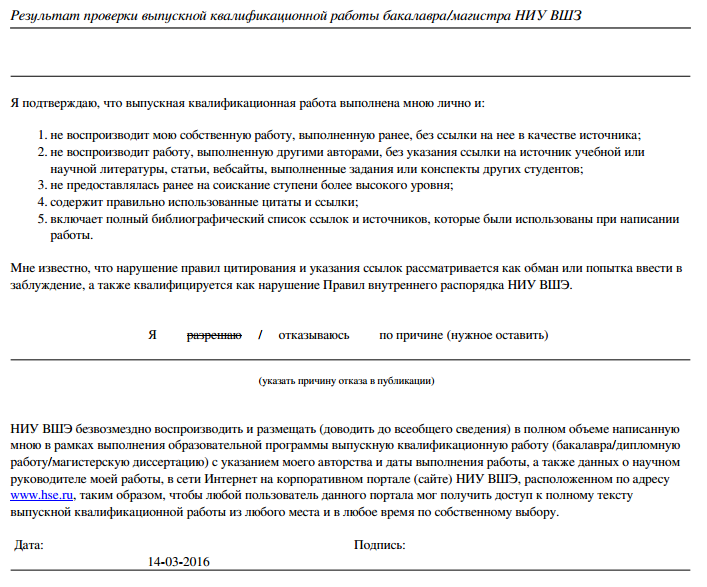 Результат проверки выпускной квалификационной работы бакалавра/магистра НИУ ВШЭ
Я подтверждаю, что выпускная квалификационная работа выполнена мною лично и:
1. не воспроизводит мою собственную работу, выполненную ранее, без ссылки на нее в качестве источника;
2. не воспроизводит работу, выполненную другими авторами, без указания ссылки на источник учебной или
научной литературы, статьи, вебсайты, выполненные задания или конспекты других студентов;
3. не предоставлялась ранее на соискание ступени более высокого уровня;
4. содержит правильно использованные цитаты и ссылки;
5. включает полный библиографический список ссылок и источников, которые были использованы при написании
работы.
Мне известно, что нарушение правил цитирования и указания ссылок рассматривается как обман или попытка ввести в
заблуждение, а также квалифицируется как нарушение Правил внутреннего распорядка НИУ ВШЭ.
Я разрешаю / отказываюсь по причине (нужное оставить)
(указать причину отказа в публикации)
НИУ ВШЭ безвозмездно воспроизводить и размещать (доводить до всеобщего сведения) в полном объеме написанную
мною в рамках выполнения образовательной программы выпускную квалификационную работу (бакалавра/дипломную
работу/магистерскую диссертацию) с указанием моего авторства и даты выполнения работы, а также данных о научном
руководителе моей работы, в сети Интернет на корпоративном портале (сайте) НИУ ВШЭ, расположенном по адресу
www.hse.ru, таким образом, чтобы любой пользователь данного портала мог получить доступ к полному тексту
выпускной квалификационной работы из любого места и в любое время по собственному выбору.
Дата: Подпись:
14-03-2016